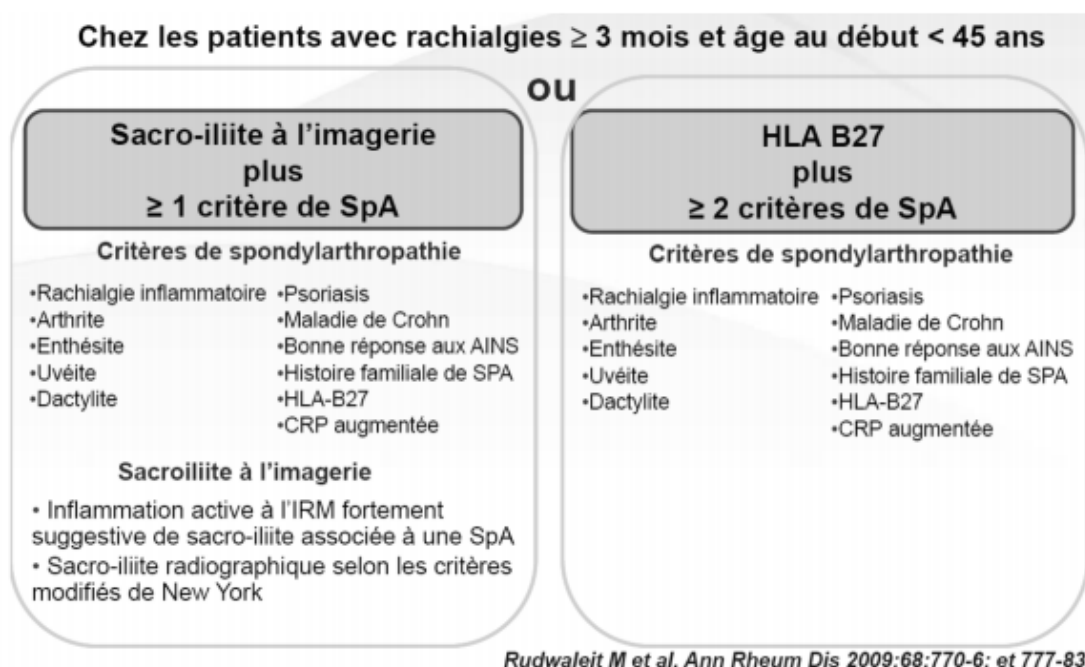 Chez les patients avec rachialgies ≥ 3 mois et âge au début < 45 ans
ou
Sacro-iliite à l'imagerie
plus
≥ 1 critère de SpA
Critères de spondylarthropathie
•Rachialgie inflammatoire
•Arthrite
•Enthésite
•Uvéite
•Dactylite
•Psoriasis
•Maladie de Crohn
•Bonne réponse aux AINS
•Histoire familiale de SPA
•HLA-B27
•CRP augmentée
Sacroiliite à l'imagerie
• Inflammation active à l'IRM fortement
suggestive de sacro-iliite associée à une SpA
• Sacro-iliite radiographique selon les critères
modifiés de New York
HLA B27
plus
≥ 2 critères de SpA
Critères de spondylarthropathie
•Rachialgie inflammatoire
•Arthrite
•Enthésite
•Uvéite
•Dactylite
•Psoriasis
•Maladie de Crohn
•Bonne réponse aux AINS
•Histoire familiale de SPA
•HLA-B27
•CRP augmentée
Rudwaleit M et al. Ann Rheum Dis 2009;68:770-6; et 777-83